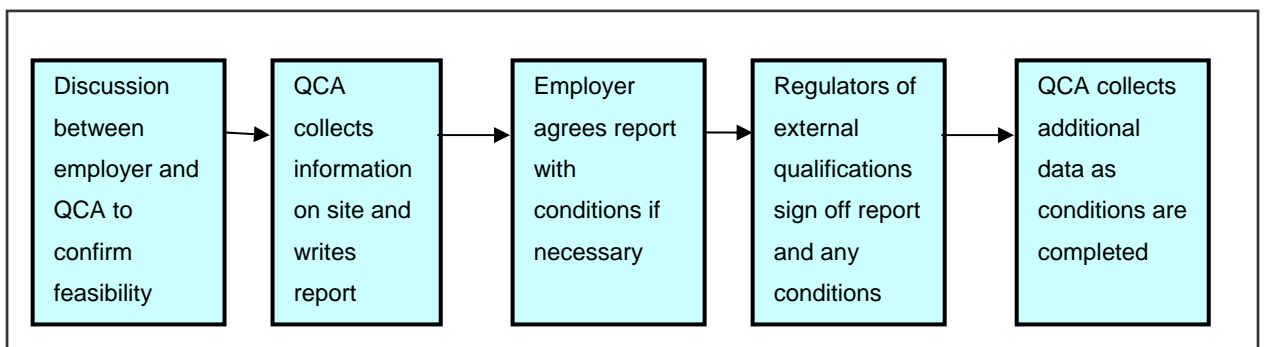 Discussion
between
employer and
QCA to
confirm
feasibility
QCA
collects
information
on site and
writes
report
Employer
agrees report
with
conditions if
necessary
Regulators of
external
qualifications
sign off report
and any
conditions
QCA collects
additional
data as
conditions are
completed